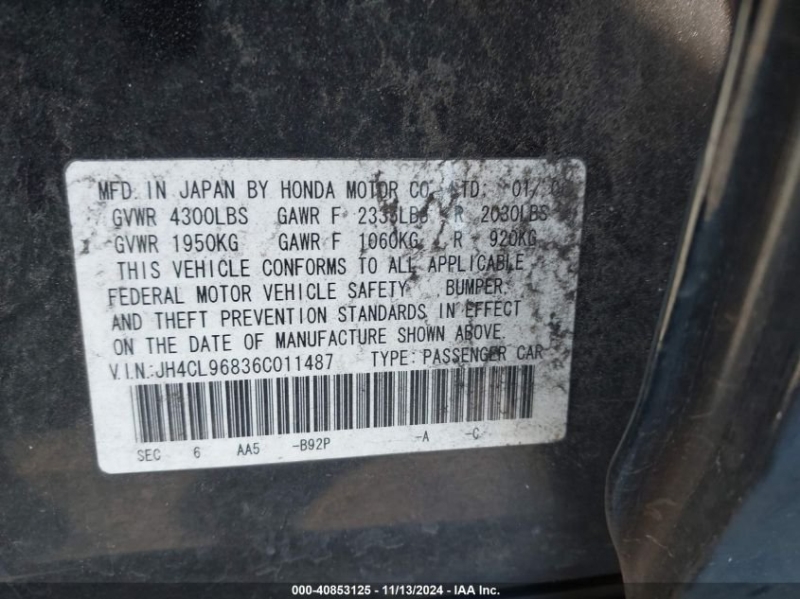 MFD. IN JAPAN BY HONDA MOTOR CO. LTD. 01/
GVWR 4300LBS GAWR F 2335LBS R 2030LBS
GVWR 1950KG GAWR F 1060KG R 920KG
THIS VEHICLE CONFORMS TO ALL APPLICABLE
FEDERAL MOTOR VEHICLE SAFETY, BUMPER,
AND THEFT PREVENTION STANDARDS IN EFFECT
ON THE DATE OF MANUFACTURE SHOWN ABOVE.
V.I.N.:JH4CL96836C011487 TYPE: PASSENGER CAR
SEC 6 AA5 -B92P -A -C
000-40853125 - 11/13/2024 - IAA Inc.